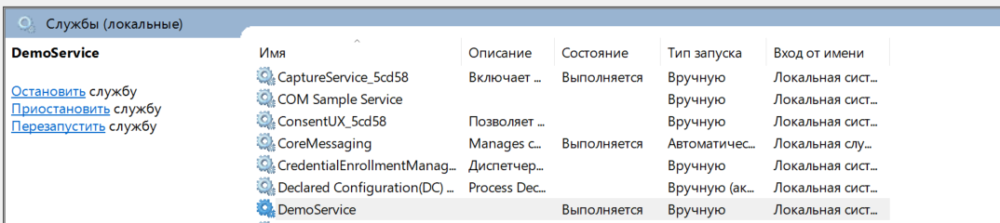 Службы (локальные)
DemoService
Остановить службу
Приостановить службу
Перезапустить службу
Имя Описание Состояние Тип запуска Вход от имени
CaptureService_5cd58 Включает ... Выполняется Вручную Локальная сист...
COM Sample Service Вручную Локальная сист...
ConsentUX_5cd58 Позволяет ... Вручную Локальная сист...
CoreMessaging Manages c... Выполняется Автоматичес... Локальная слу...
CredentialEnrollmentManag... Диспетчер... Вручную Локальная сист...
Declared Configuration(DC) ... Process Dec... Вручную (ак... Локальная сист...
DemoService Выполняется Вручную Локальная сист...